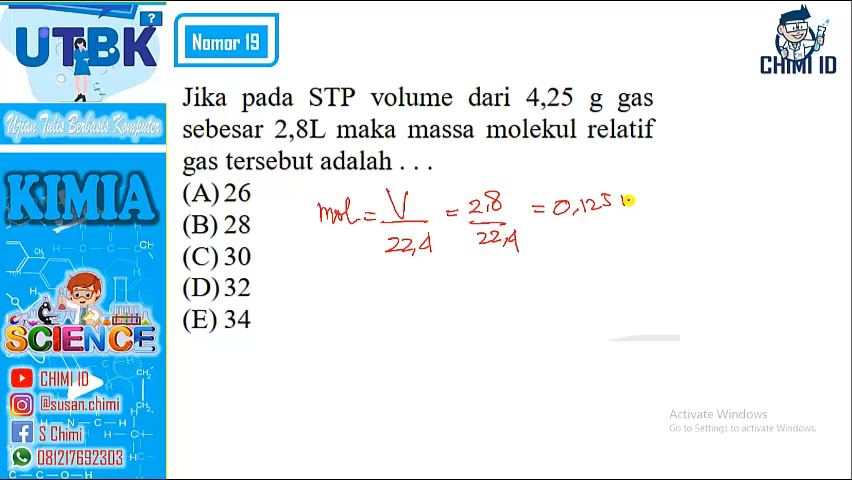 UTBK
?
Nomor 19
CHIMI ID
Ujian Tulis Berbasis Komputer
KIMIA
SCIENCE
CHIMI ID
@susan.chimi
S Chimi
081217692303
Jika pada STP volume dari 4,25 g gas
sebesar 2,8L maka massa molekul relatif
gas tersebut adalah . . .
(A) 26
(B) 28
(C) 30
(D) 32
(E) 34
mol = V / 22,4 = 2,8 / 22,4 = 0,125
Activate Windows
Go to Settings to activate Windows.